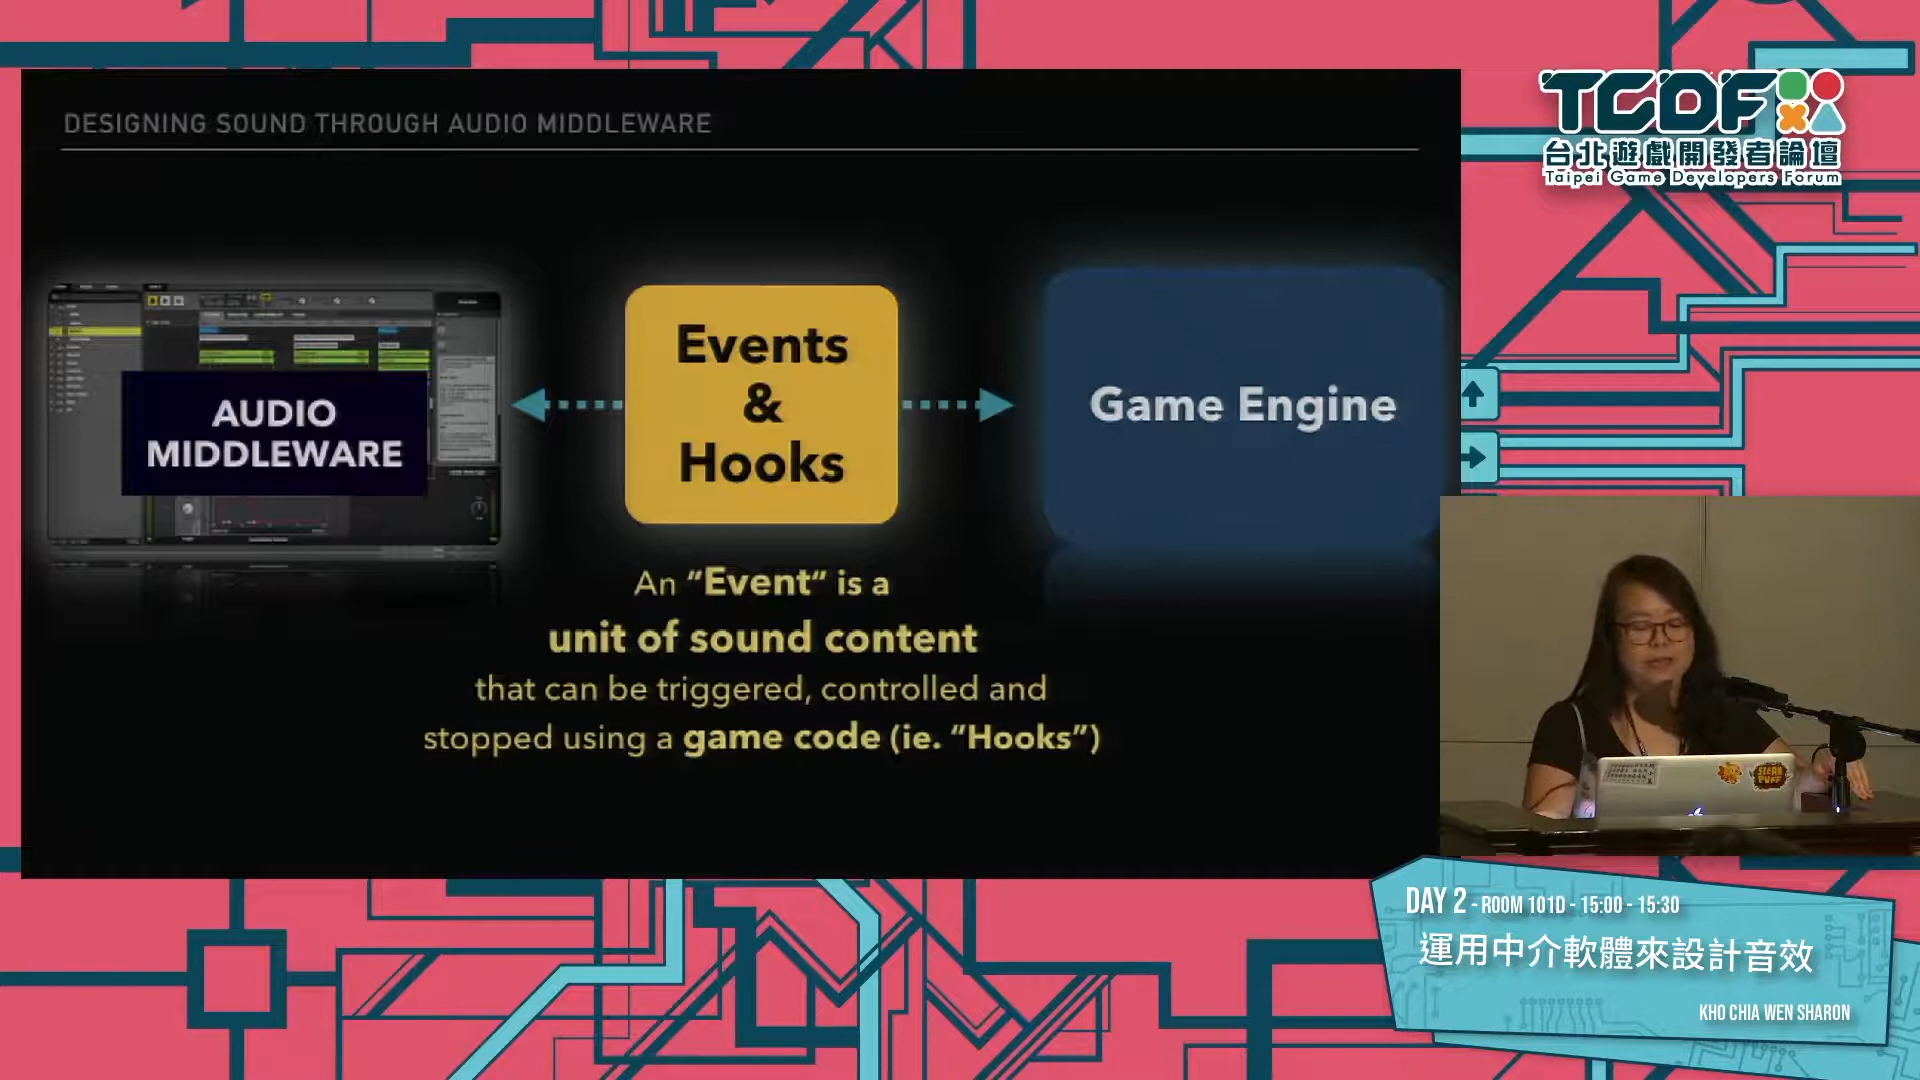 DESIGNING SOUND THROUGH AUDIO MIDDLEWARE
AUDIO
MIDDLEWARE
Events
&
Hooks
Game Engine
An "Event" is a
unit of sound content
that can be triggered, controlled and
stopped using a game code (ie. "Hooks")
TGDF
台北遊戲開發者論壇
Taipei Game Developers Forum
STEAM
PUFF
DAY 2 - ROOM 101D - 15:00 - 15:30
運用中介軟體來設計音效
KHO CHIA WEN SHARON